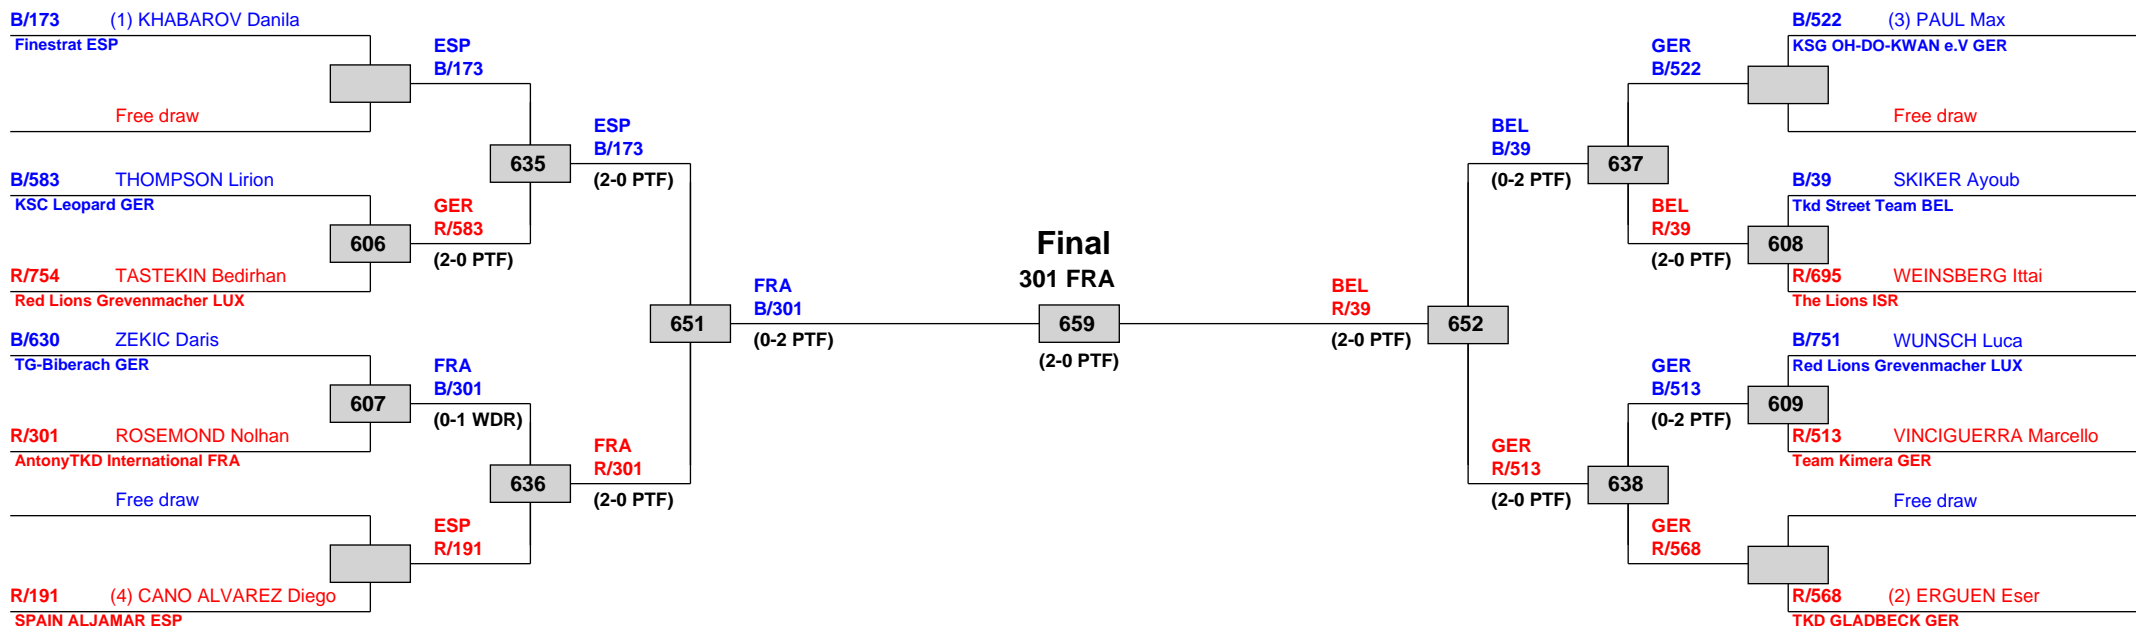 B/173 (1) KHABAROV Danila
Finestrat ESP
Free draw
B/583 THOMPSON Lirion
KSC Leopard GER
R/754 TASTEKIN Bedirhan
Red Lions Grevenmacher LUX
B/630 ZEKIC Daris
TG-Biberach GER
R/301 ROSEMOND Nolhan
AntonyTKD International FRA
Free draw
R/191 (4) CANO ALVAREZ Diego
SPAIN ALJAMAR ESP
ESP
B/173
606
GER
R/583
(2-0 PTF)
607
FRA
B/301
(0-1 WDR)
ESP
R/191
635
ESP
B/173
(2-0 PTF)
636
FRA
R/301
(2-0 PTF)
651
FRA
B/301
(0-2 PTF)
Final
301 FRA
659
(2-0 PTF)
BEL
R/39
(2-0 PTF)
652
BEL
B/39
(0-2 PTF)
637
GER
R/513
(2-0 PTF)
638
GER
B/522
BEL
R/39
(2-0 PTF)
608
GER
B/513
(0-2 PTF)
609
GER
R/568
B/522 (3) PAUL Max
KSG OH-DO-KWAN e.V GER
Free draw
B/39 SKIKER Ayoub
Tkd Street Team BEL
R/695 WEINSBERG Ittai
The Lions ISR
B/751 WUNSCH Luca
Red Lions Grevenmacher LUX
R/513 VINCIGUERRA Marcello
Team Kimera GER
Free draw
R/568 (2) ERGUEN Eser
TKD GLADBECK GER